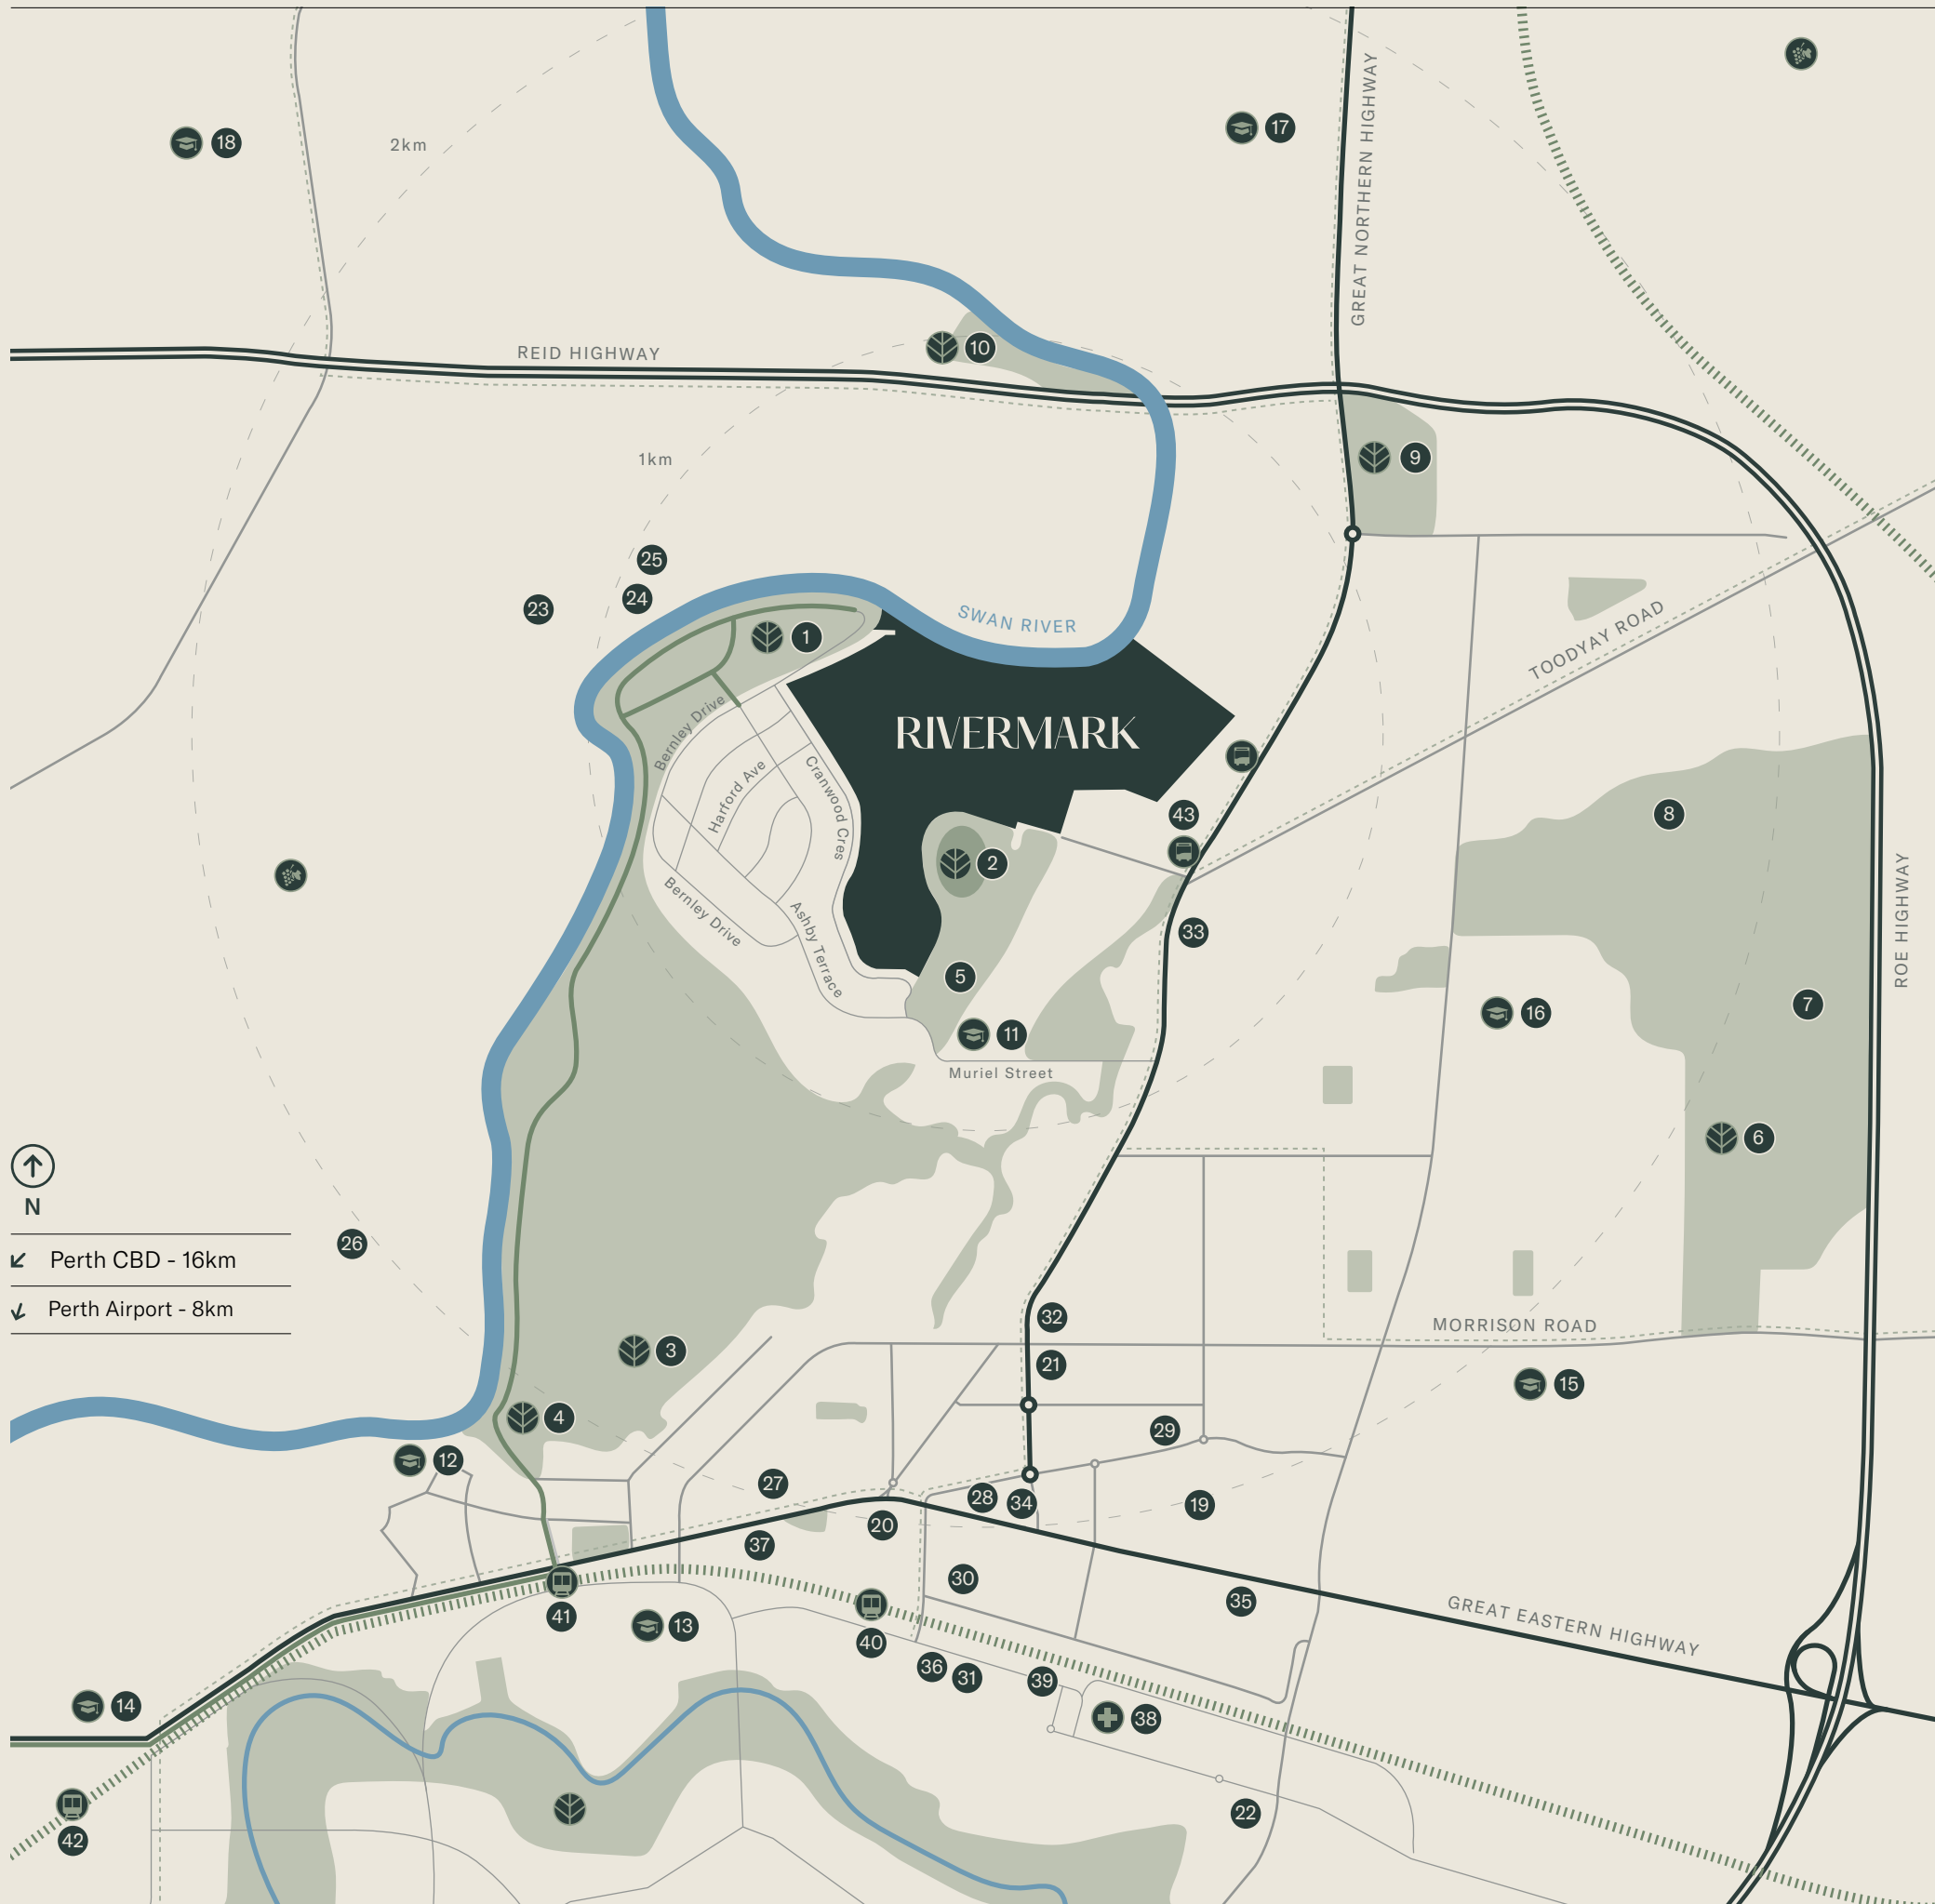 18
2km
17
GREAT NORTHERN HIGHWAY
REID HIGHWAY
10
1km
9
25
24
23
SWAN RIVER
1
TOODYAY ROAD
RIVERMARK
Bernley Drive
Harford Ave
Cranwood Cres
43
8
2
Bernley Drive
Ashby Terrace
33
ROE HIGHWAY
5
7
16
11
Muriel Street
6
N
26
Perth CBD - 16km
Perth Airport - 8km
32
MORRISON ROAD
3
21
15
4
29
12
27
28
34
19
20
37
30
35
GREAT EASTERN HIGHWAY
41
13
40
36
31
39
14
38
22
42